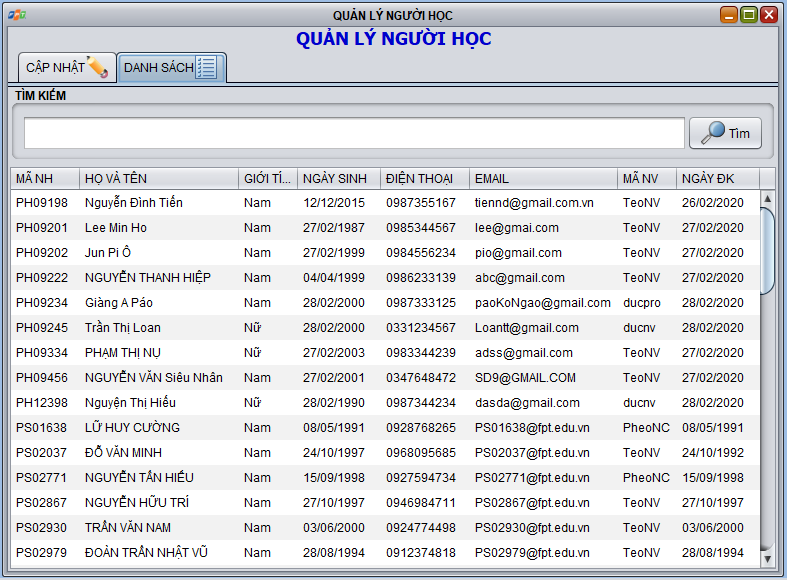 QUẢN LÝ NGƯỜI HỌC
QUẢN LÝ NGƯỜI HỌC
CẬP NHẬT DANH SÁCH
TÌM KIẾM
Tìm
MÃ NH HỌ VÀ TÊN GIỚI TÍ... NGÀY SINH ĐIỆN THOẠI EMAIL MÃ NV NGÀY ĐK
PH09198 Nguyễn Đình Tiến Nam 12/12/2015 0987355167 tiennd@gmail.com.vn TeoNV 26/02/2020
PH09201 Lee Min Ho Nam 27/02/1987 0985344567 lee@gmai.com TeoNV 27/02/2020
PH09202 Jun Pi Ô Nam 27/02/1999 0984556234 pio@gmail.com TeoNV 27/02/2020
PH09222 NGUYỄN THANH HIỆP Nam 04/04/1999 0986233139 abc@gmail.com TeoNV 27/02/2020
PH09234 Giàng A Páo Nam 28/02/2000 0987333125 paoKoNgao@gmail.com ducpro 28/02/2020
PH09245 Trần Thị Loan Nữ 28/02/2000 0331234567 Loantt@gmail.com ducnv 28/02/2020
PH09334 PHẠM THỊ NỤ Nữ 27/02/2003 0983344239 adss@gmail.com TeoNV 27/02/2020
PH09456 NGUYỄN VĂN Siêu Nhân Nam 27/02/2001 0347648472 SD9@GMAIL.COM TeoNV 27/02/2020
PH12398 Nguyện Thị Hiếu Nữ 28/02/1990 0987344234 dasda@gmail.com ducnv 28/02/2020
PS01638 LỮ HUY CƯỜNG Nam 08/05/1991 0928768265 PS01638@fpt.edu.vn PheoNC 08/05/1991
PS02037 ĐỖ VĂN MINH Nam 24/10/1997 0968095685 PS02037@fpt.edu.vn TeoNV 24/10/1992
PS02771 NGUYỄN TẤN HIẾU Nam 15/09/1998 0927594734 PS02771@fpt.edu.vn PheoNC 15/09/1998
PS02867 NGUYỄN HỮU TRÍ Nam 27/10/1997 0946984711 PS02867@fpt.edu.vn TeoNV 27/10/1997
PS02930 TRẦN VĂN NAM Nam 03/06/2000 0924774498 PS02930@fpt.edu.vn TeoNV 03/06/2000
PS02979 ĐOÀN TRẦN NHẬT VŨ Nam 28/08/1994 0912374818 PS02979@fpt.edu.vn TeoNV 28/08/1994